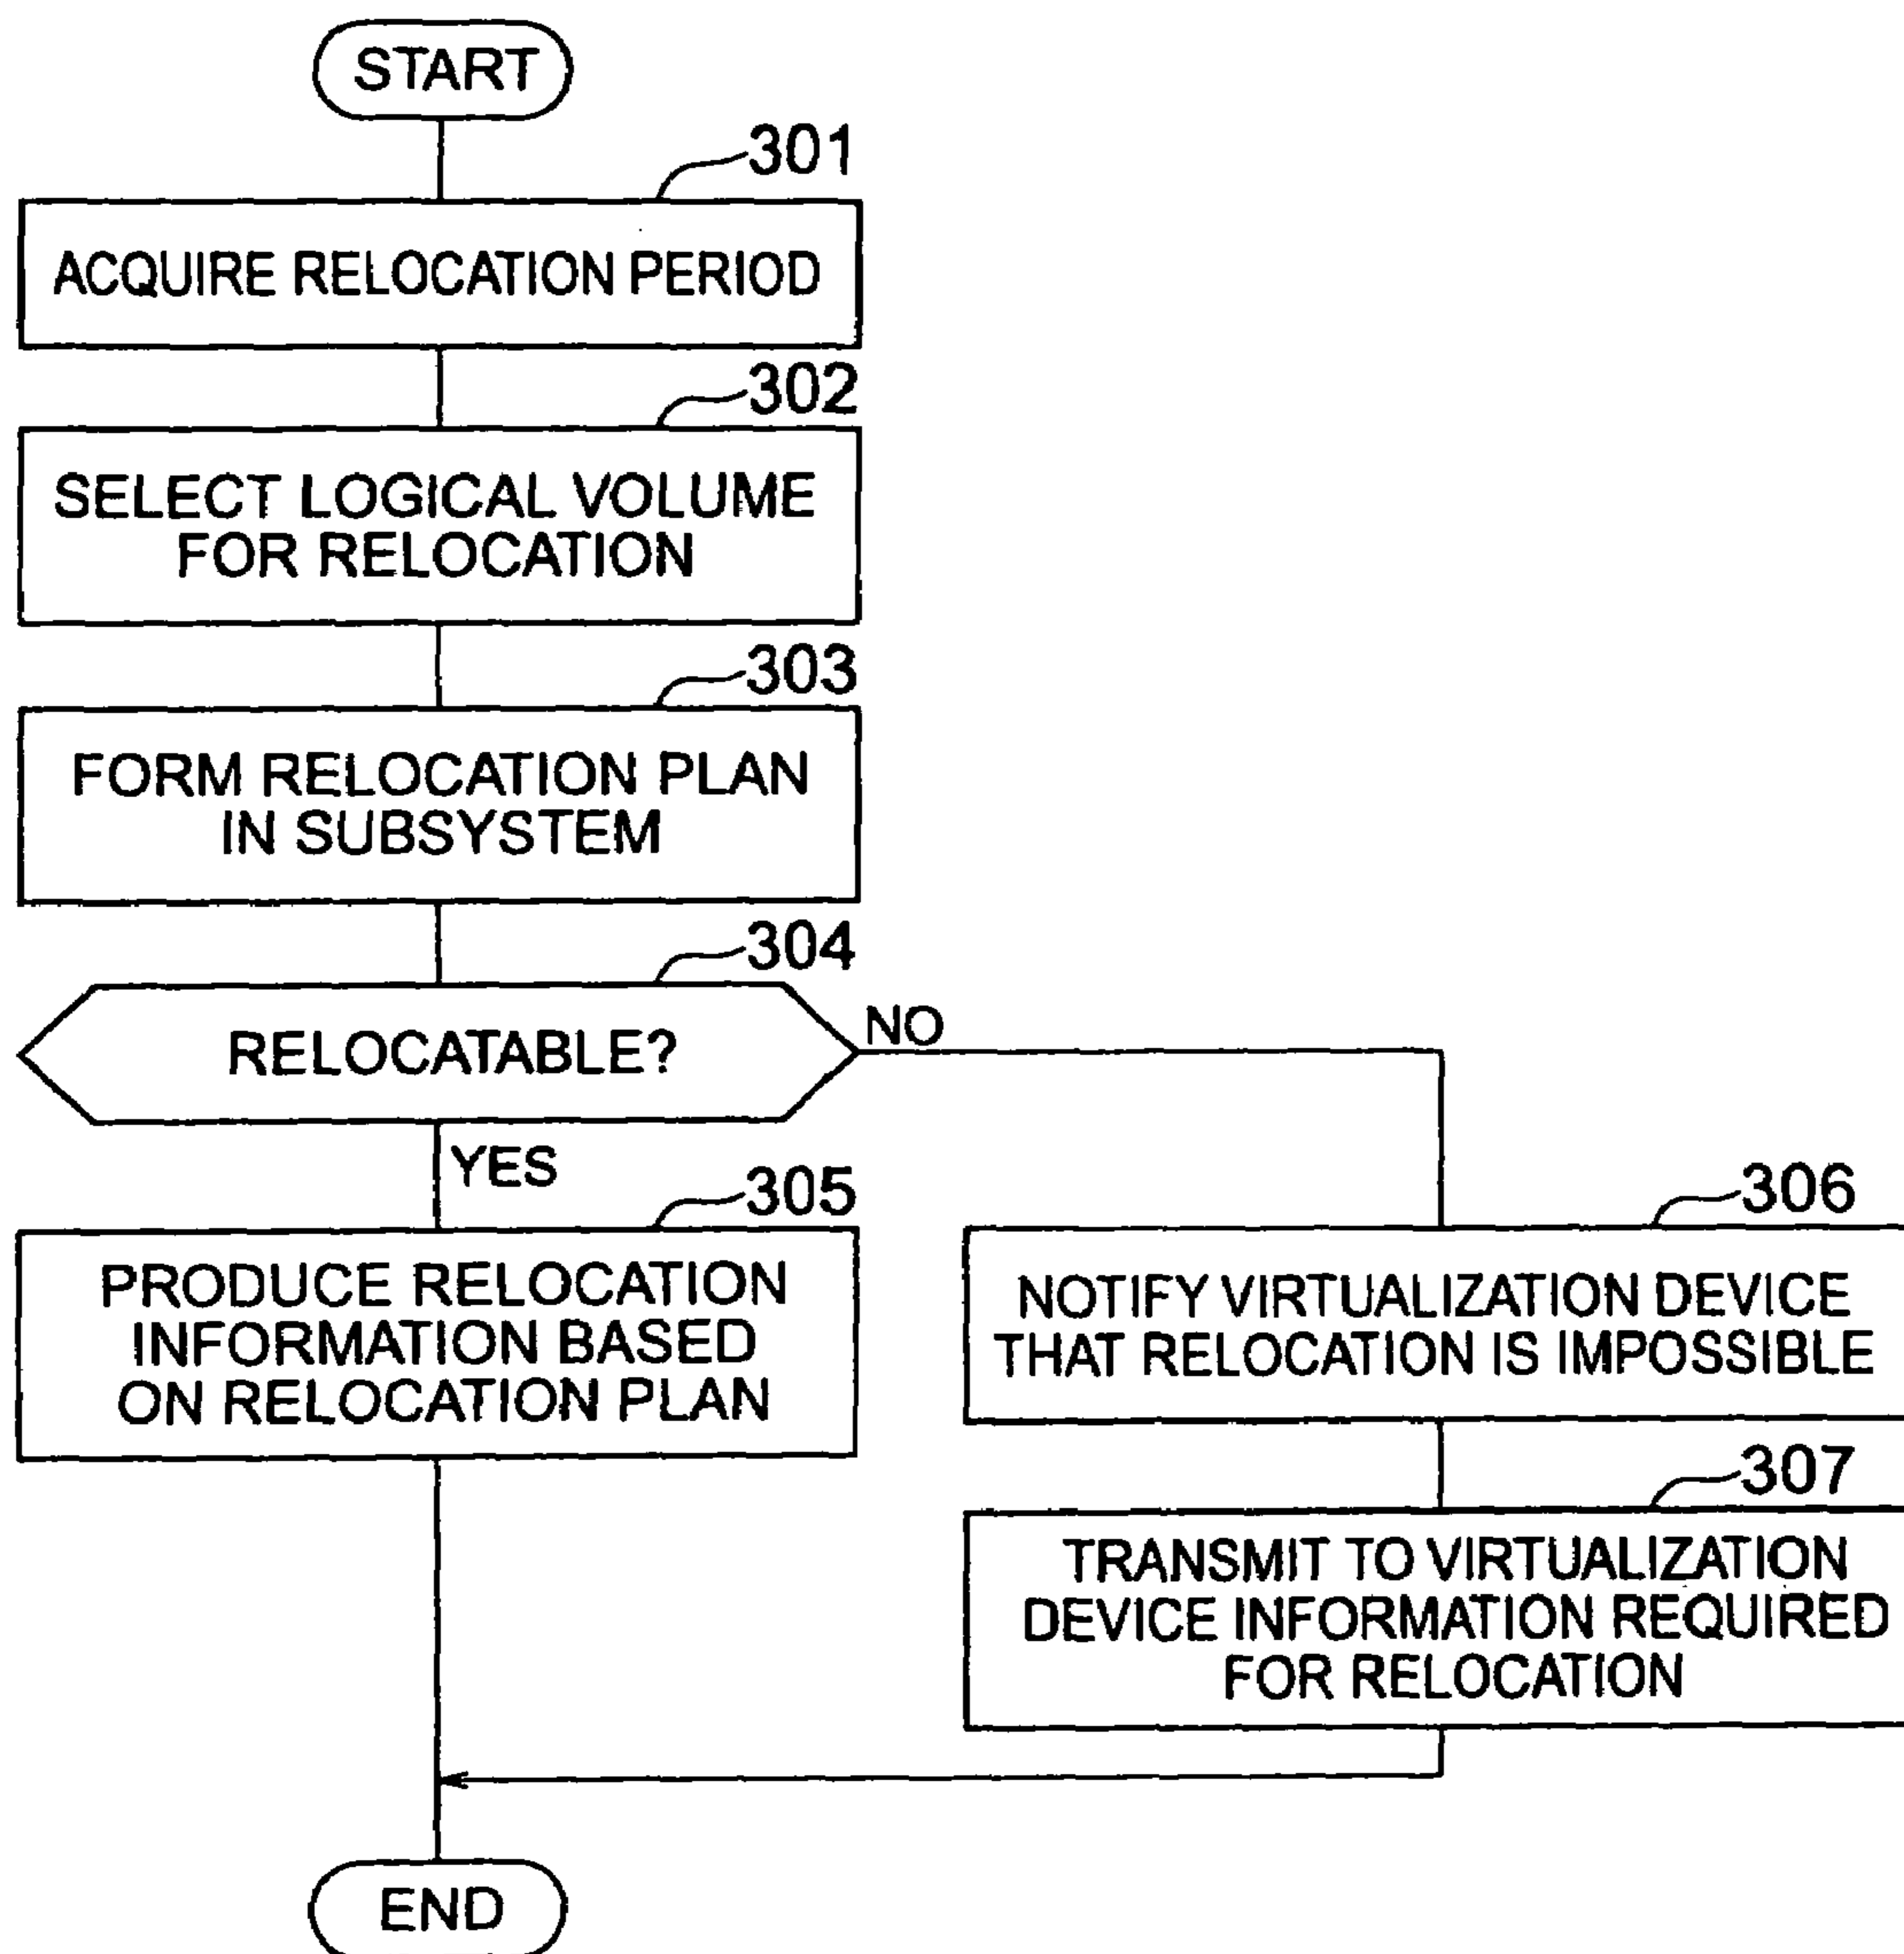 START
301
ACQUIRE RELOCATION PERIOD
302
SELECT LOGICAL VOLUME
FOR RELOCATION
303
FORM RELOCATION PLAN
IN SUBSYSTEM
304
RELOCATABLE?
NO
YES
305
PRODUCE RELOCATION
INFORMATION BASED
ON RELOCATION PLAN
306
NOTIFY VIRTUALIZATION DEVICE
THAT RELOCATION IS IMPOSSIBLE
307
TRANSMIT TO VIRTUALIZATION
DEVICE INFORMATION REQUIRED
FOR RELOCATION
END